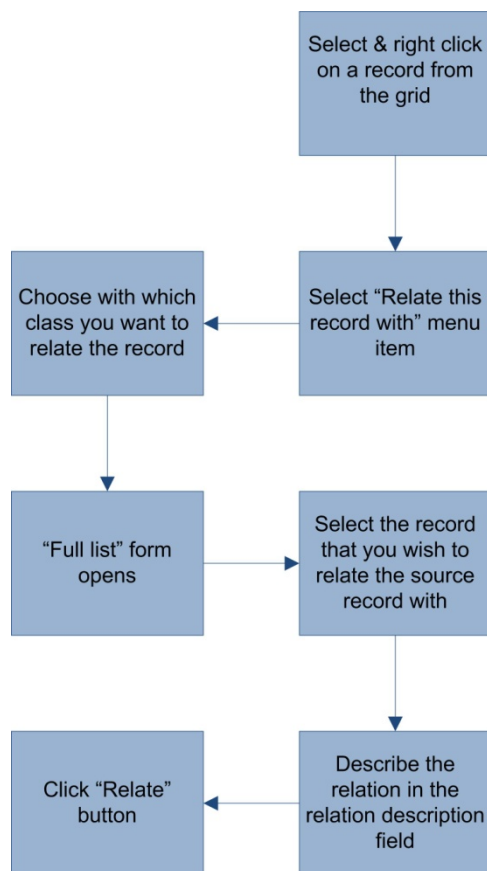 Select & right click
on a record from
the grid
Select “Relate this
record with” menu
item
Choose with which
class you want to
relate the record
“Full list” form
opens
Select the record
that you wish to
relate the source
record with
Describe the
relation in the
relation description
field
Click “Relate”
button